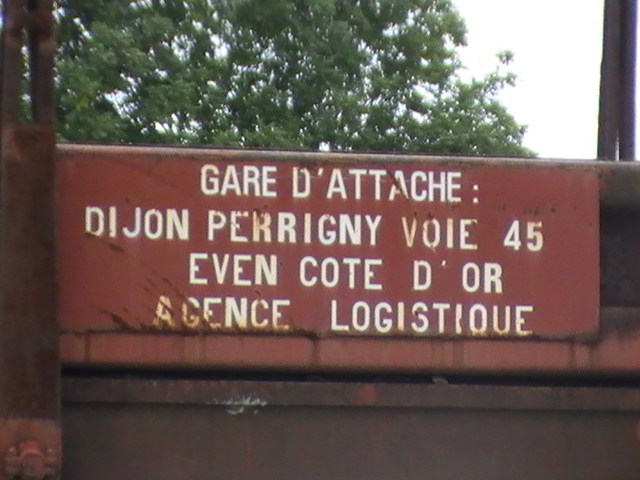 GARE D'ATTACHE :
DIJON PERRIGNY VOIE 45
EVEN COTE D'OR
AGENCE LOGISTIQUE